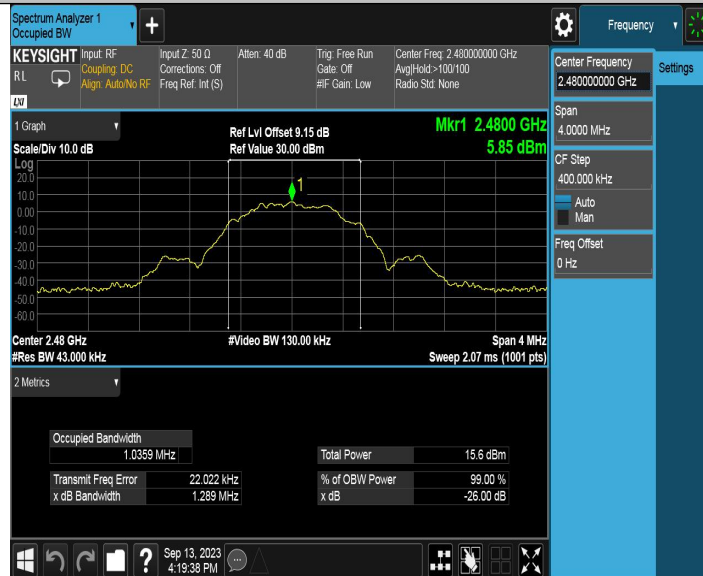 Spectrum Analyzer 1
Occupied BW
Frequency
KEYSIGHT
RL
LXI
Input: RF
Coupling: DC
Align: Auto/No RF
Input Z: 50 Ω
Corrections: Off
Freq Ref: Int (S)
Atten: 40 dB
Trig: Free Run
Gate: Off
#IF Gain: Low
Center Freq: 2.480000000 GHz
Avg|Hold:>100/100
Radio Std: None
Center Frequency
2.480000000 GHz
Settings
Span
4.0000 MHz
CF Step
400.000 kHz
Auto
Man
Freq Offset
0 Hz
1 Graph
Scale/Div 10.0 dB
Ref Lvl Offset 9.15 dB
Ref Value 30.00 dBm
Mkr1 2.4800 GHz
5.85 dBm
Log
20.0
10.0
0.00
-10.0
-20.0
-30.0
-40.0
-50.0
-60.0
1
Center 2.48 GHz
#Video BW 130.00 kHz
Span 4 MHz
#Res BW 43.000 kHz
Sweep 2.07 ms (1001 pts)
2 Metrics
Occupied Bandwidth
1.0359 MHz
Total Power 15.6 dBm
Transmit Freq Error 22.022 kHz
% of OBW Power 99.00 %
x dB Bandwidth 1.289 MHz
x dB -26.00 dB
?
Sep 13, 2023
4:19:38 PM